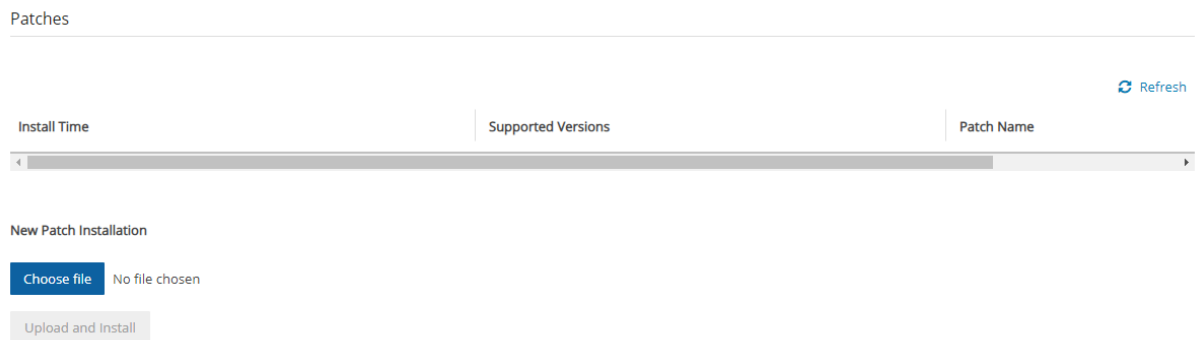 Patches
Refresh
Install Time Supported Versions Patch Name
New Patch Installation
Choose file No file chosen
Upload and Install